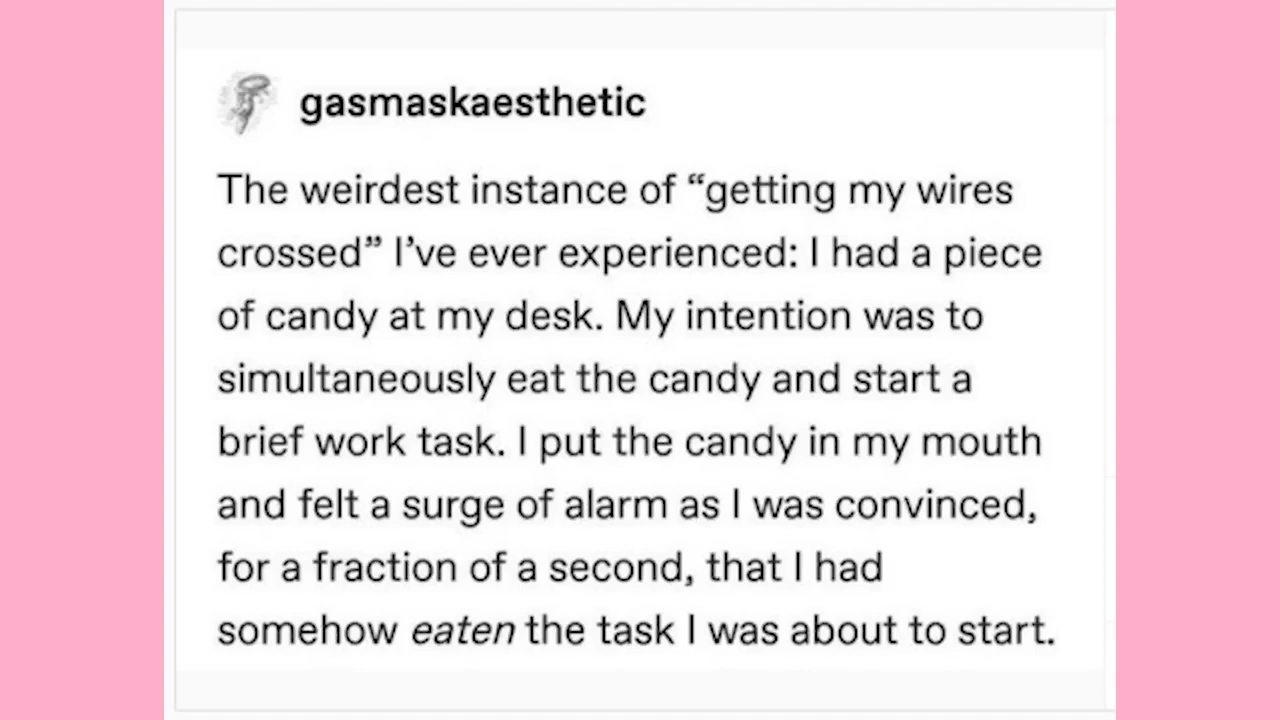 gasmaskaesthetic
The weirdest instance of “getting my wires
crossed” I’ve ever experienced: I had a piece
of candy at my desk. My intention was to
simultaneously eat the candy and start a
brief work task. I put the candy in my mouth
and felt a surge of alarm as I was convinced,
for a fraction of a second, that I had
somehow eaten the task I was about to start.